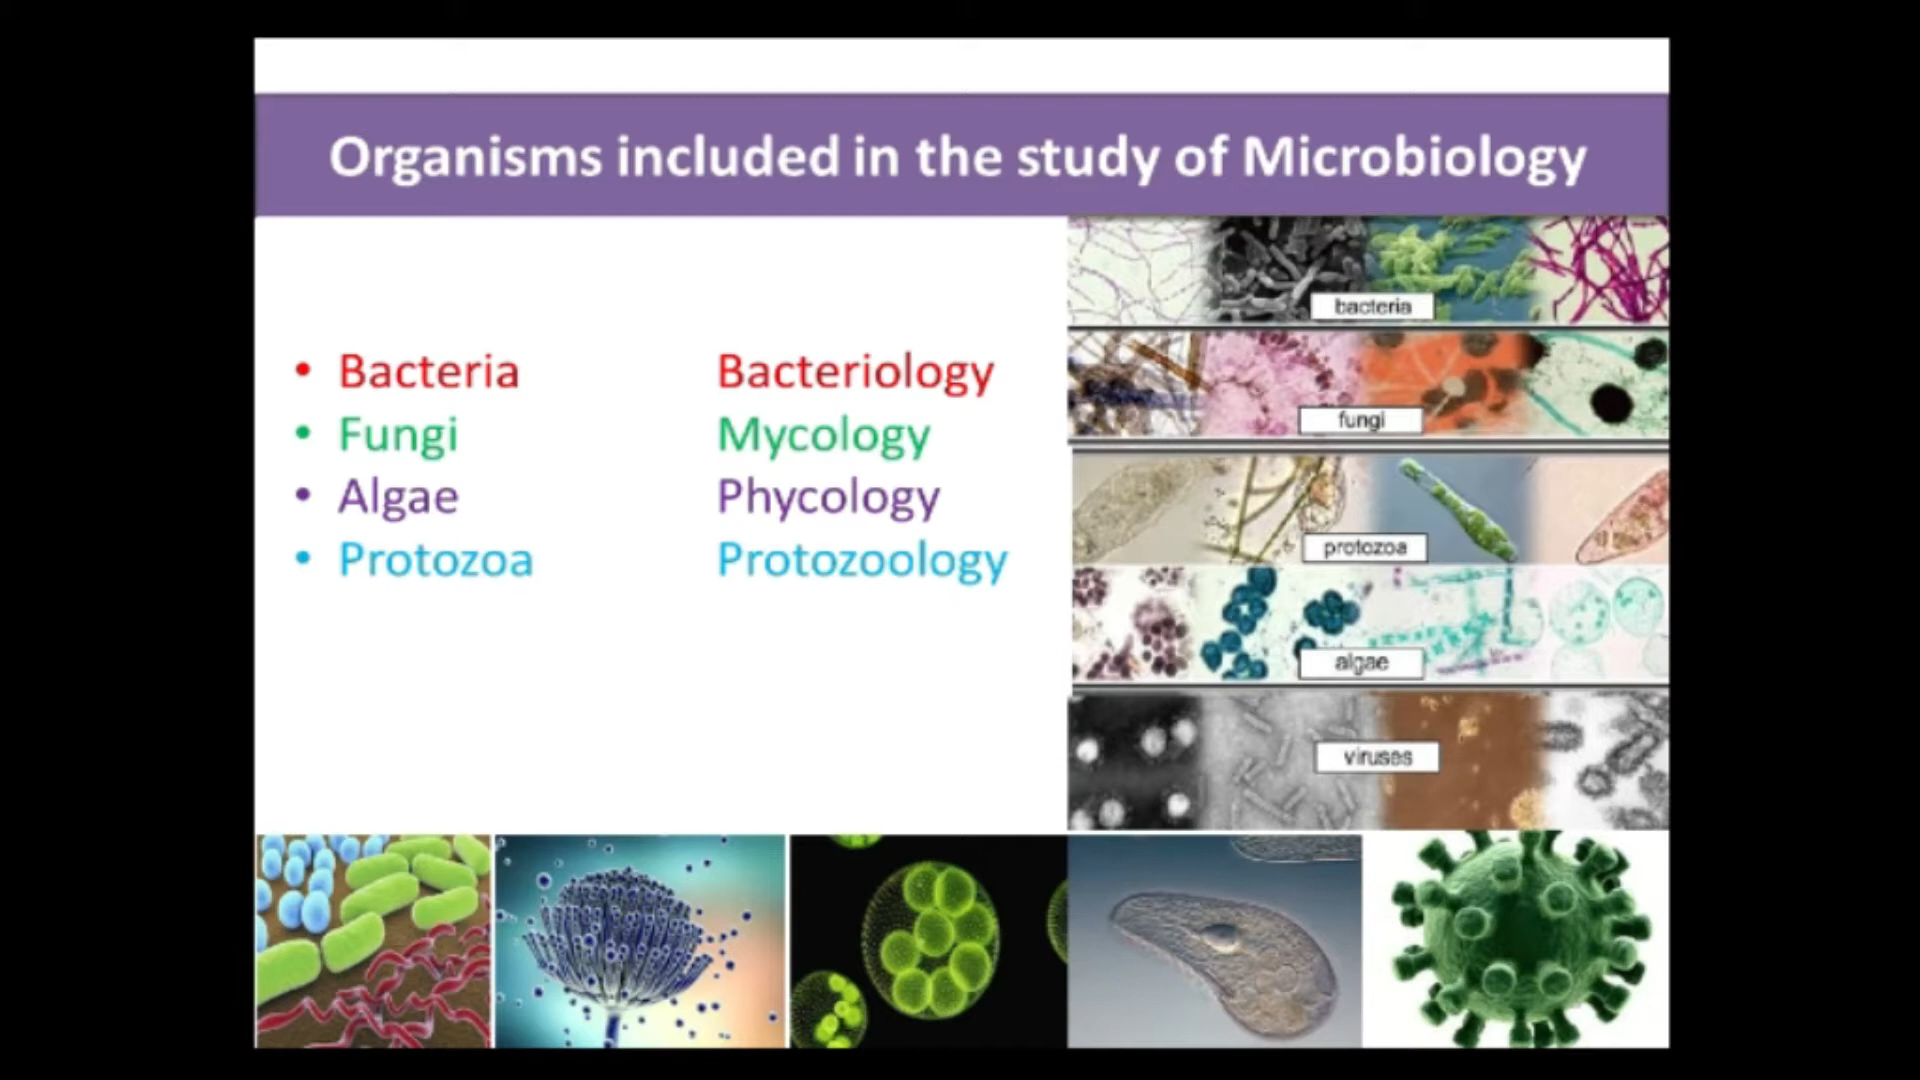 Organisms included in the study of Microbiology
• Bacteria Bacteriology
• Fungi Mycology
• Algae Phycology
• Protozoa Protozoology
bacteria
fungi
protozoa
algae
viruses